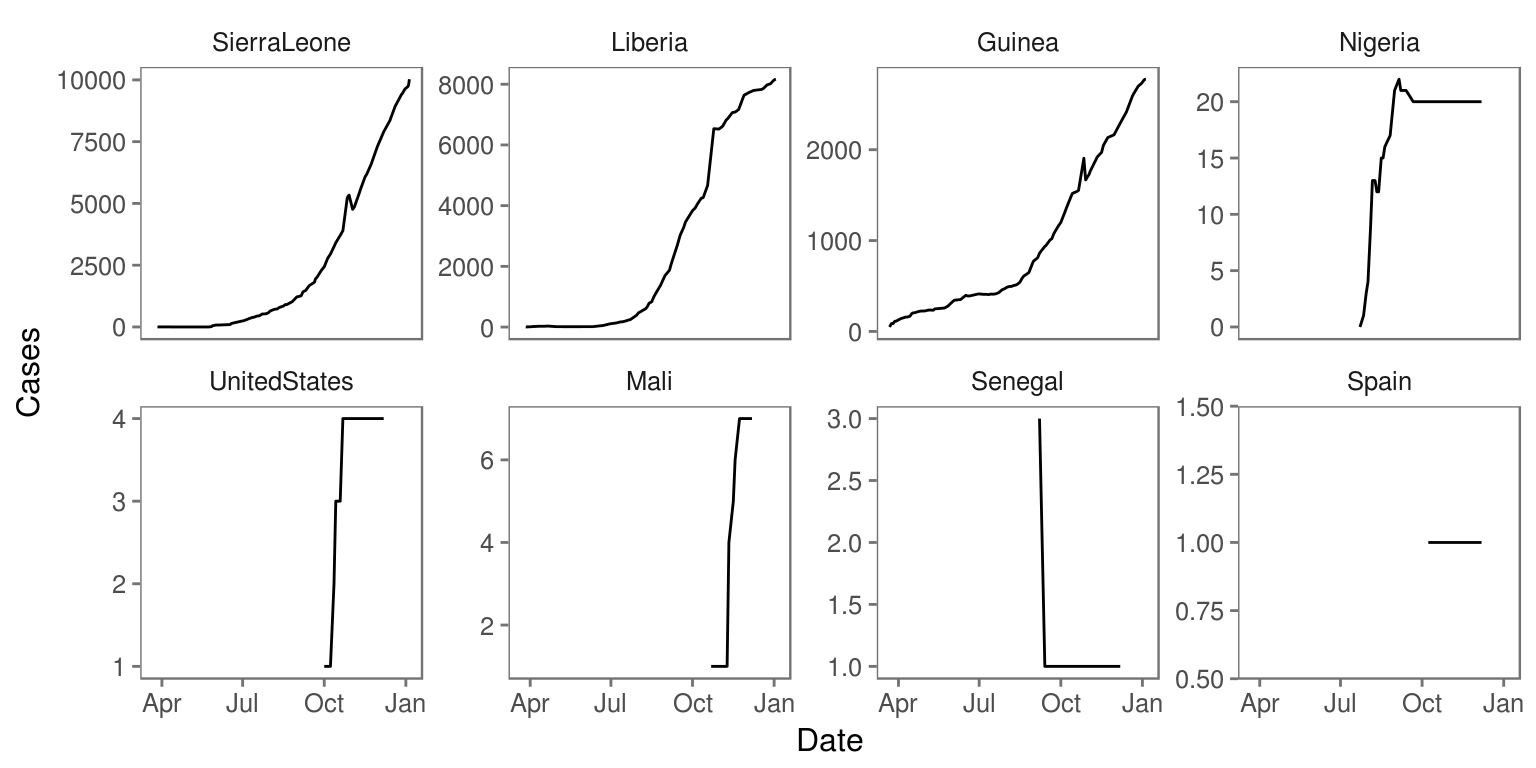 SierraLeone Liberia Guinea Nigeria
10000 8000 2000 20
7500 6000 1000 15
5000 4000 0 10
2500 2000 5
0 0 0
Cases
UnitedStates Mali Senegal Spain
4 6 3.0 1.50
3 4 2.5 1.25
2 2 2.0 1.00
1 1.5 0.75
1.0 0.50
Apr Jul Oct Jan Apr Jul Oct Jan Apr Jul Oct Jan Apr Jul Oct Jan
Date